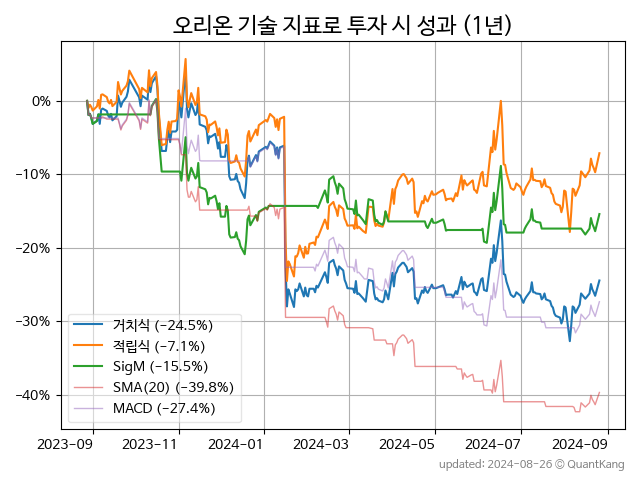 오리온 기술 지표로 투자 시 성과 (1년)
0%
−10%
−20%
−30%
−40%
거치식 (−24.5%)
적립식 (−7.1%)
SigM (−15.5%)
SMA(20) (−39.8%)
MACD (−27.4%)
2023-09 2023-11 2024-01 2024-03 2024-05 2024-07 2024-09
updated: 2024-08-26 © QuantKang